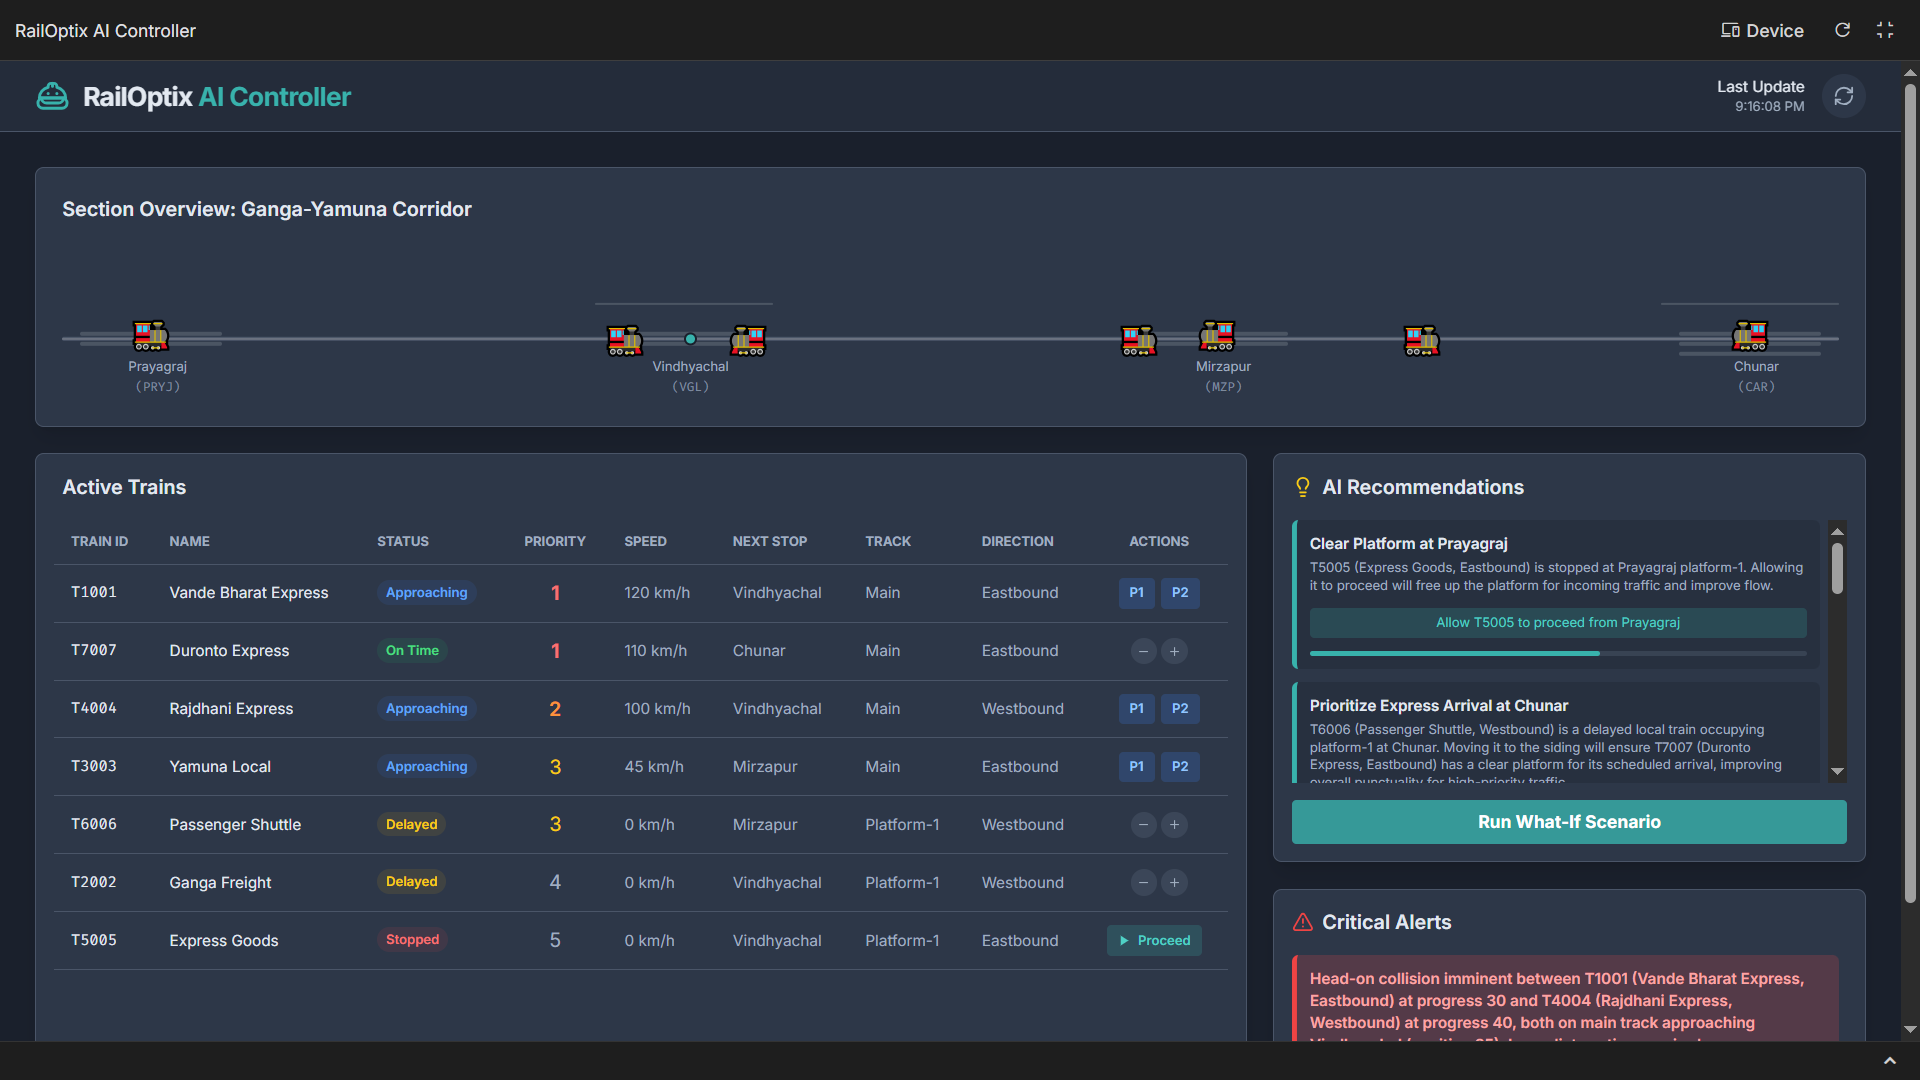 RailOptix AI Controller
Device
RailOptix AI Controller
Last Update
9:16:08 PM
Section Overview: Ganga-Yamuna Corridor
Prayagraj
(PRYJ)
Vindhyachal
(VGL)
Mirzapur
(MZP)
Chunar
(CAR)
Active Trains
TRAIN ID NAME STATUS PRIORITY SPEED NEXT STOP TRACK DIRECTION ACTIONS
T1001 Vande Bharat Express Approaching 1 120 km/h Vindhyachal Main Eastbound P1 P2
T7007 Duronto Express On Time 1 110 km/h Chunar Main Eastbound − +
T4004 Rajdhani Express Approaching 2 100 km/h Vindhyachal Main Westbound P1 P2
T3003 Yamuna Local Approaching 3 45 km/h Mirzapur Main Eastbound P1 P2
T6006 Passenger Shuttle Delayed 3 0 km/h Mirzapur Platform-1 Westbound − +
T2002 Ganga Freight Delayed 4 0 km/h Vindhyachal Platform-1 Westbound − +
T5005 Express Goods Stopped 5 0 km/h Vindhyachal Platform-1 Eastbound Proceed
AI Recommendations
Clear Platform at Prayagraj
T5005 (Express Goods, Eastbound) is stopped at Prayagraj platform-1. Allowing
it to proceed will free up the platform for incoming traffic and improve flow.
Allow T5005 to proceed from Prayagraj
Prioritize Express Arrival at Chunar
T6006 (Passenger Shuttle, Westbound) is a delayed local train occupying
platform-1 at Chunar. Moving it to the siding will ensure T7007 (Duronto
Express, Eastbound) has a clear platform for its scheduled arrival, improving
overall punctuality for high-priority traffic.
Run What-If Scenario
Critical Alerts
Head-on collision imminent between T1001 (Vande Bharat Express,
Eastbound) at progress 30 and T4004 (Rajdhani Express,
Westbound) at progress 40, both on main track approaching